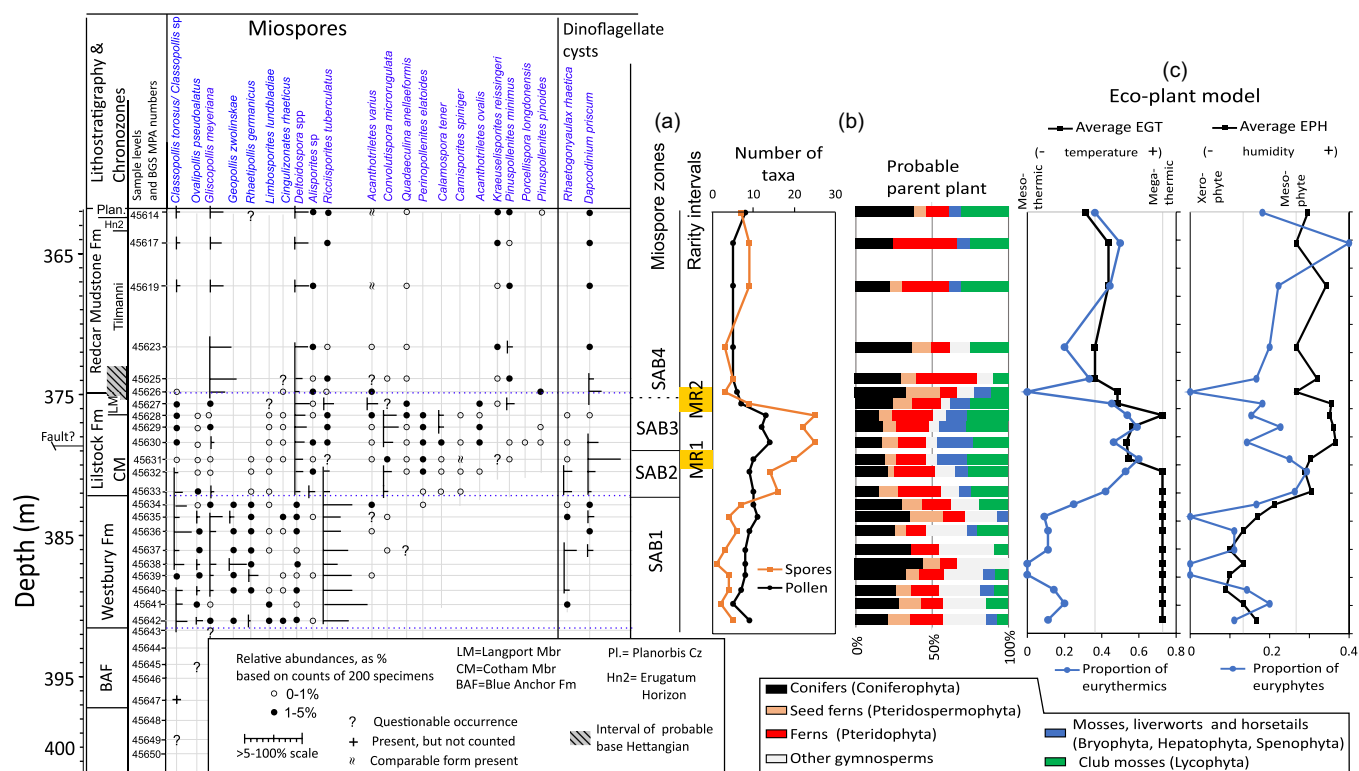 Lithostratigraphy &
Chronozones
Sample levels
and BGS MPA numbers
Miospores
Dinoflagellate
cysts
Classopollis torosus/ Classopollis sp
Ovalipollis pseudoalatus
Gliscopollis meyeriana
Geopollis zwolinskae
Rhaetipollis germanicus
Limbosporites lundbladiae
Cingulizonates rhaeticus
Deltoidospora spp
Alisporites sp
Ricciisporites tuberculatus
Acanthotriletes varius
Convolutispora microrugulata
Quadraeculina anellaeformis
Perinopollenites elatoides
Calamospora tener
Carnisporites spiniger
Acanthotriletes ovalis
Kraeuselisporites reissingeri
Pinuspollenites minimus
Porcellispora longdonensis
Pinuspollenites pinoides
Rhaetogonyaulax rhaetica
Dapcodinium priscum
Miospore zones
Rarity intervals
(a)
Number of
taxa
0 5 15 25
(b)
Probable
parent plant
(c)
Eco-plant model
Average EGT
(- temperature +)
Meso-
thermic
Mega-
thermic
Average EPH
(- humidity +)
Xero-
phyte
Meso-
phyte
Depth (m)
365
375
385
395
400
Fault?
Plan.
Hn2
Redcar Mudstone Fm
Tilmanni
LM
Lilstock Fm
CM
Westbury Fm
BAF
45614
45617
45619
45623
45625
45626
45627
45628
45629
45630
45631
45632
45633
45634
45635
45636
45637
45638
45639
45640
45641
45642
45643
45644
45645
45646
45647
45648
45649
45650
SAB4
SAB3
SAB2
SAB1
MR2
MR1
Spores
Pollen
0% 50% 100%
0 0.2 0.4 0.6 0.8
Proportion of
eurythermics
0 0.2 0.4
Proportion of
euryphytes
Relative abundances, as %
based on counts of 200 specimens
0-1%
1-5%
>5-100% scale
LM=Langport Mbr
CM=Cotham Mbr
BAF=Blue Anchor Fm
? Questionable occurrence
+ Present, but not counted
≈ Comparable form present
Pl.= Planorbis Cz
Hn2= Erugatum
Horizon
Interval of probable
base Hettangian
Conifers (Coniferophyta)
Seed ferns (Pteridospermophyta)
Ferns (Pteridophyta)
Other gymnosperms
Mosses, liverworts and horsetails
(Bryophyta, Hepatophyta, Spenophyta)
Club mosses (Lycophyta)